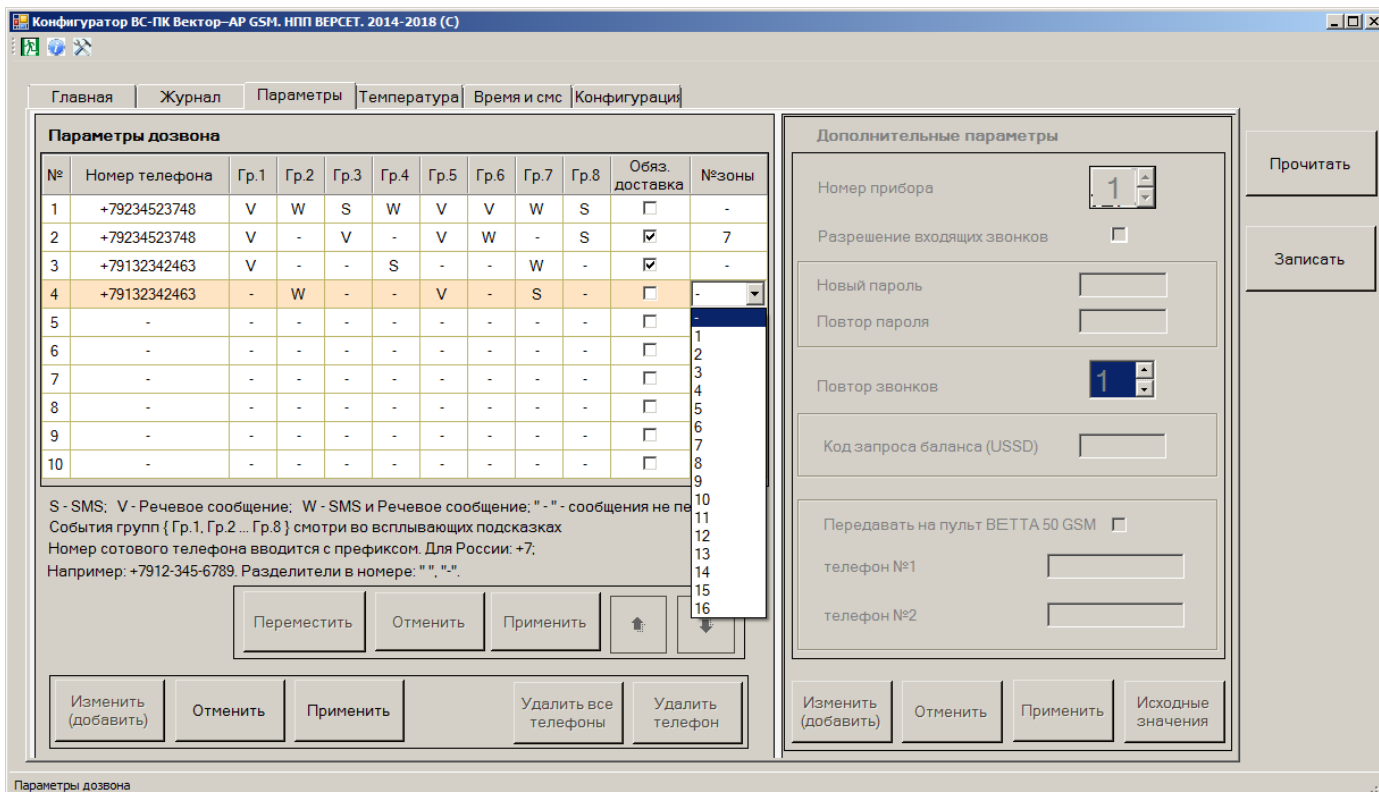 Конфигуратор ВС-ПК Вектор–АР GSM. НПП ВЕРСЕТ. 2014-2018 (C)
Главная Журнал Параметры Температура Время и смс Конфигурация
Параметры дозвона
№ Номер телефона Гр.1 Гр.2 Гр.3 Гр.4 Гр.5 Гр.6 Гр.7 Гр.8 Обяз. доставка №зоны
1 +79234523748 V W S W V V W S -
2 +79234523748 V - V - V W - S 7
3 +79132342463 V - - S - - W - -
4 +79132342463 - W - - V - S - -
5 - - - - - - - - -
6 - - - - - - - - -
7 - - - - - - - - -
8 - - - - - - - - -
9 - - - - - - - - -
10 - - - - - - - - -
-
1
2
3
4
5
6
7
8
9
10
11
12
13
14
15
16
S - SMS; V - Речевое сообщение; W - SMS и Речевое сообщение; " - " - сообщения не пе
События групп { Гр.1, Гр.2 ... Гр.8 } смотри во всплывающих подсказках
Номер сотового телефона вводится с префиксом. Для России: +7;
Например: +7912-345-6789. Разделители в номере: " ", "-".
Переместить Отменить Применить
Изменить (добавить) Отменить Применить Удалить все телефоны Удалить телефон
Дополнительные параметры
Номер прибора 1
Разрешение входящих звонков
Новый пароль
Повтор пароля
Повтор звонков 1
Код запроса баланса (USSD)
Передавать на пульт BETTA 50 GSM
телефон №1
телефон №2
Изменить (добавить) Отменить Применить Исходные значения
Прочитать
Записать
Параметры дозвона